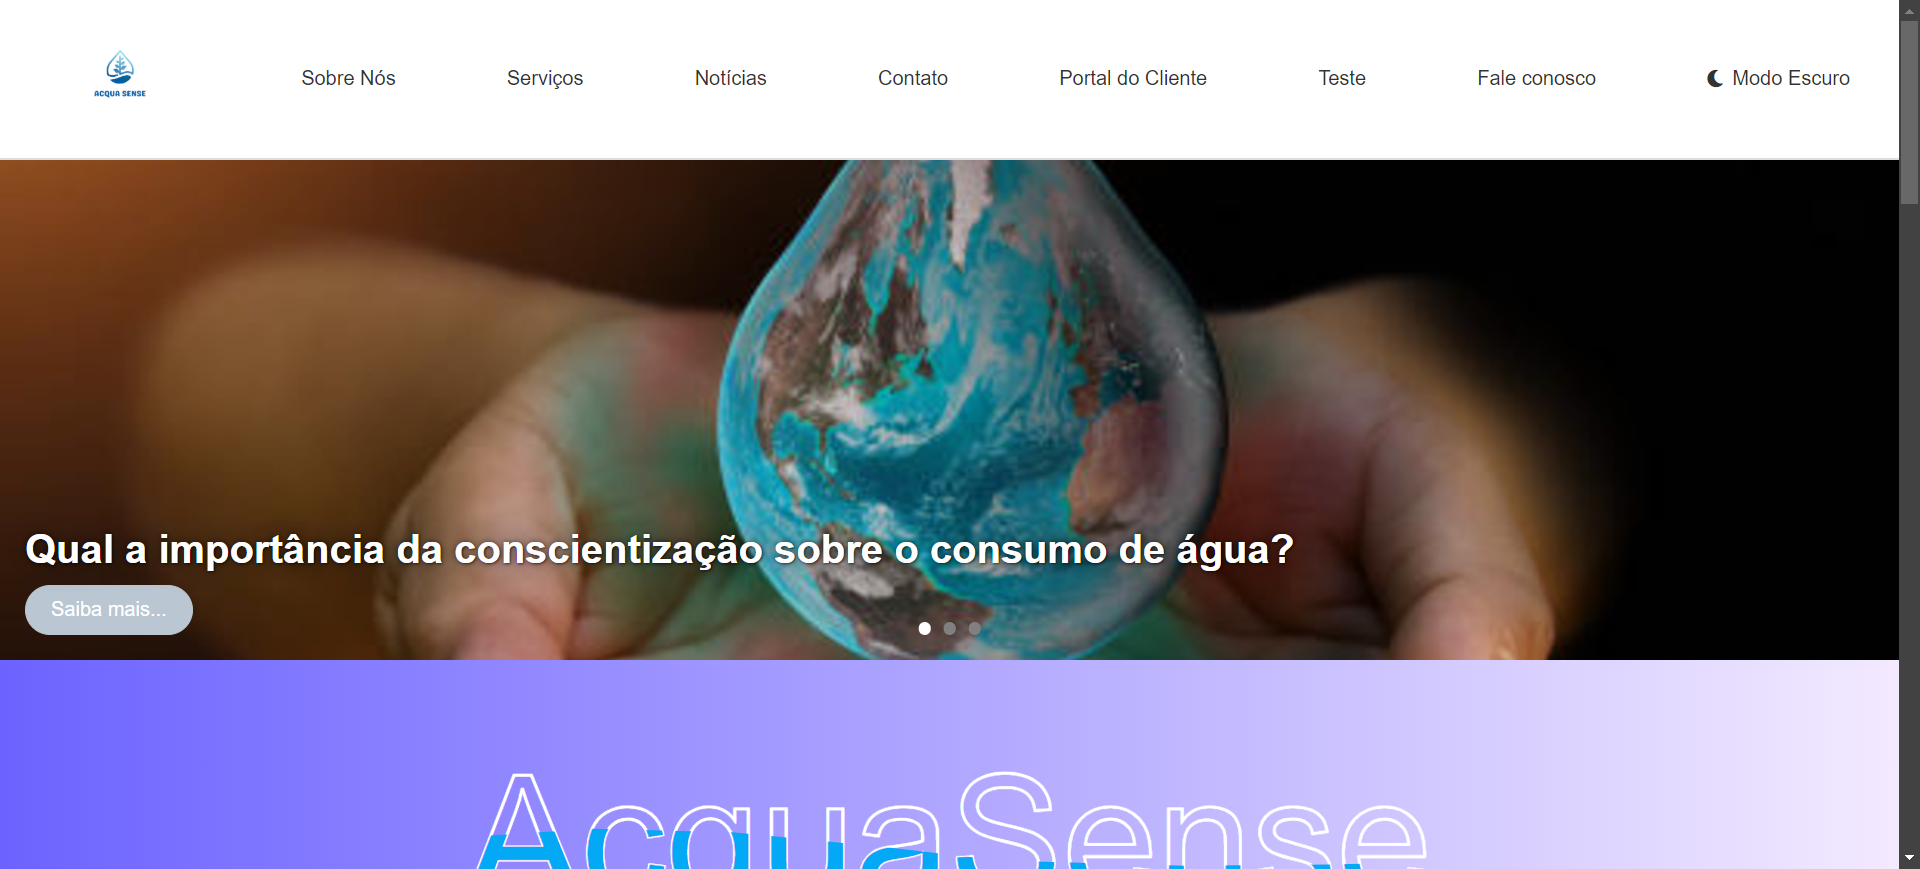 ACQUA SENSE
Sobre Nós
Serviços
Notícias
Contato
Portal do Cliente
Teste
Fale conosco
Modo Escuro
Qual a importância da conscientização sobre o consumo de água?
Saiba mais...
AcquaSense